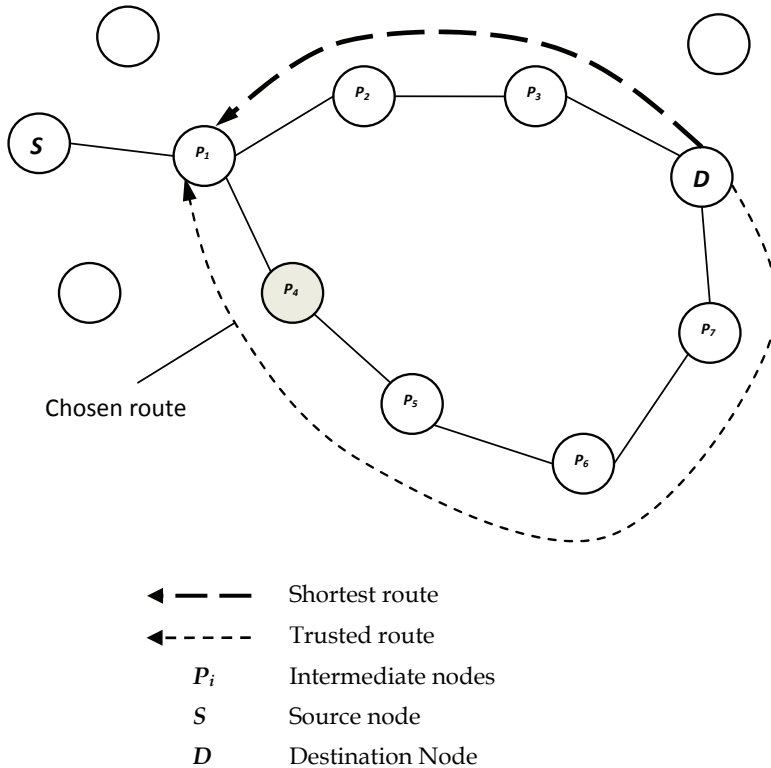 P2
P3
S
P1
D
P4
P7
Chosen route
P5
P6
Shortest route
Trusted route
Pi Intermediate nodes
S Source node
D Destination Node